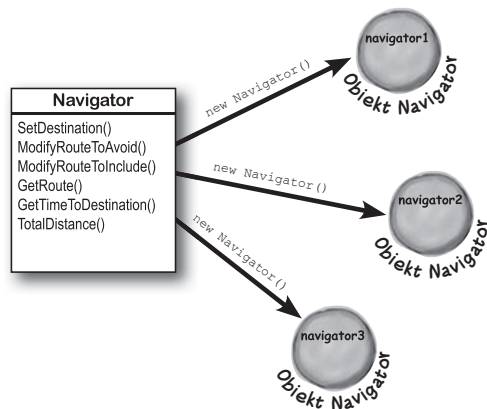 Navigator
SetDestination()
ModifyRouteToAvoid()
ModifyRouteToInclude()
GetRoute()
GetTimeToDestination()
TotalDistance()
new Navigator()
navigator1
Obiekt Navigator
new Navigator()
navigator2
Obiekt Navigator
new Navigator()
navigator3
Obiekt Navigator